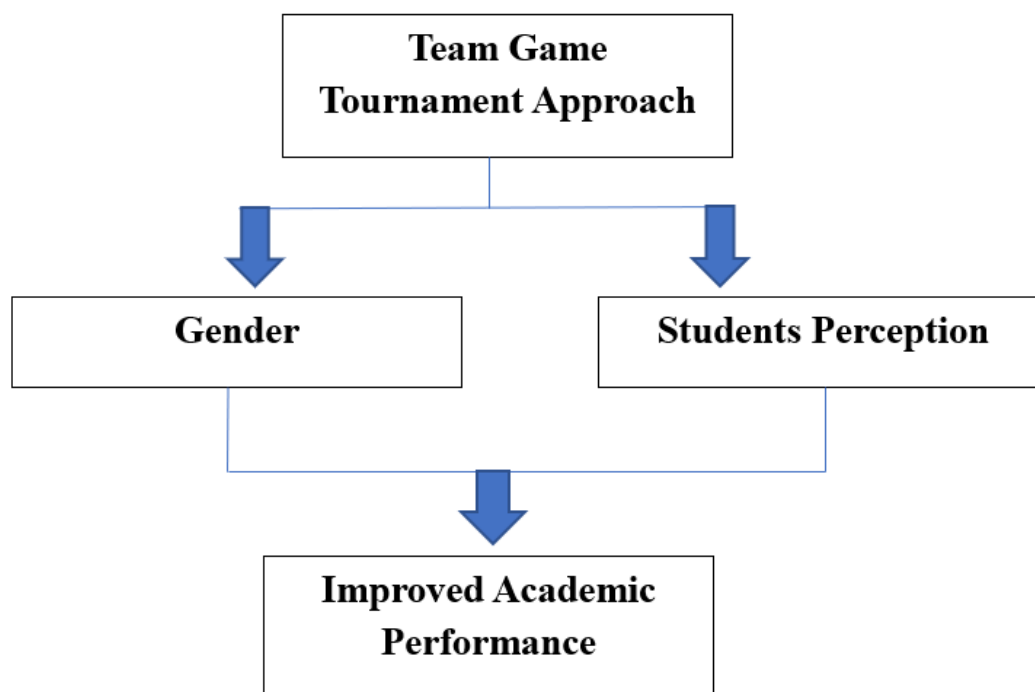 Team Game
Tournament Approach
Gender
Students Perception
Improved Academic
Performance